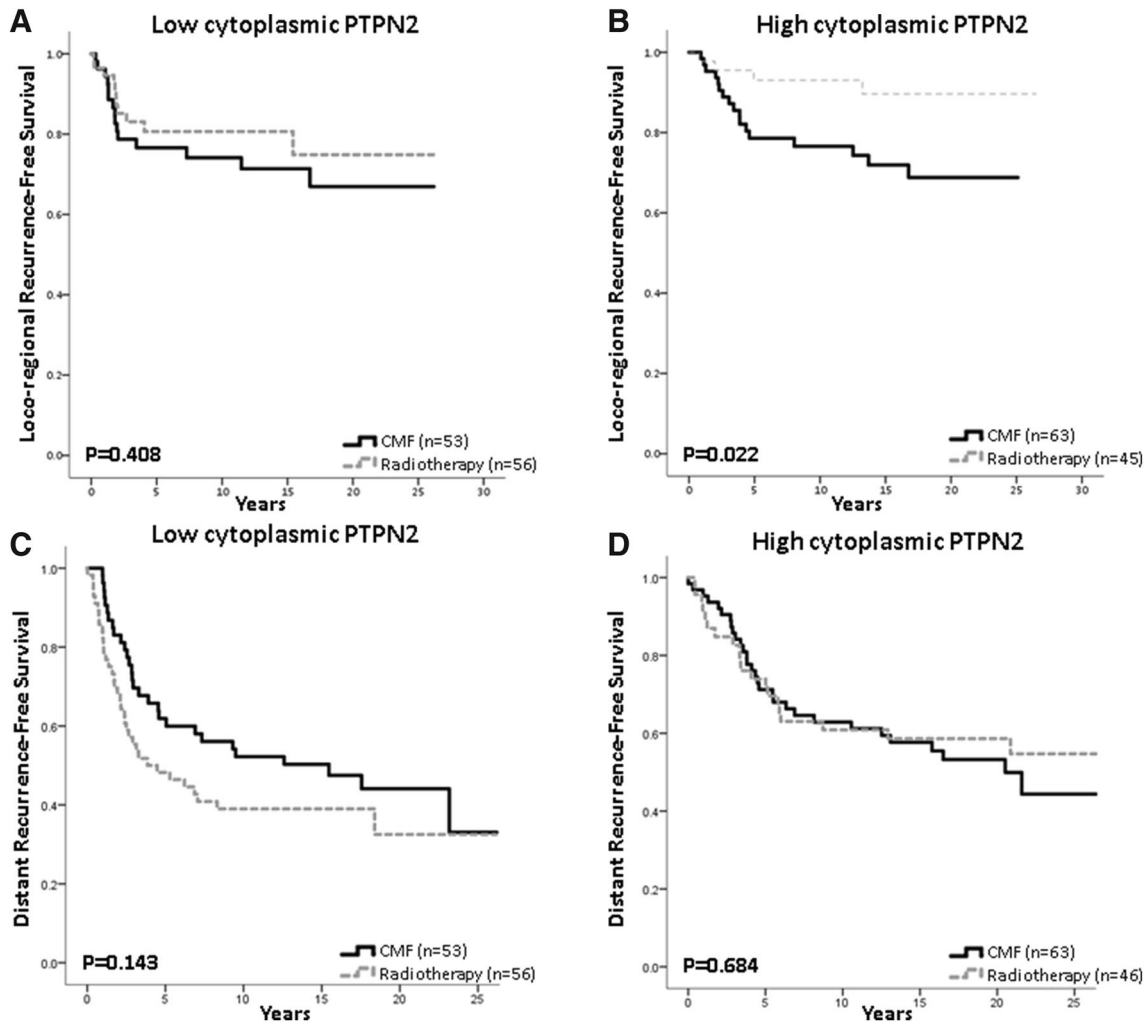 A
Low cytoplasmic PTPN2
Loco-regional Recurrence-Free Survival
1.0
0.8
0.6
0.4
0.2
0.0
P=0.408
CMF (n=53)
Radiotherapy (n=56)
0 5 10 15 20 25 30
Years
B
High cytoplasmic PTPN2
Loco-regional Recurrence-Free Survival
1.0
0.8
0.6
0.4
0.2
0.0
P=0.022
CMF (n=63)
Radiotherapy (n=45)
0 5 10 15 20 25 30
Years
C
Low cytoplasmic PTPN2
Distant Recurrence-Free Survival
1.0
0.8
0.6
0.4
0.2
0.0
P=0.143
CMF (n=53)
Radiotherapy (n=56)
0 5 10 15 20 25
Years
D
High cytoplasmic PTPN2
Distant Recurrence-Free Survival
1.0
0.8
0.6
0.4
0.2
0.0
P=0.684
CMF (n=63)
Radiotherapy (n=46)
0 5 10 15 20 25
Years